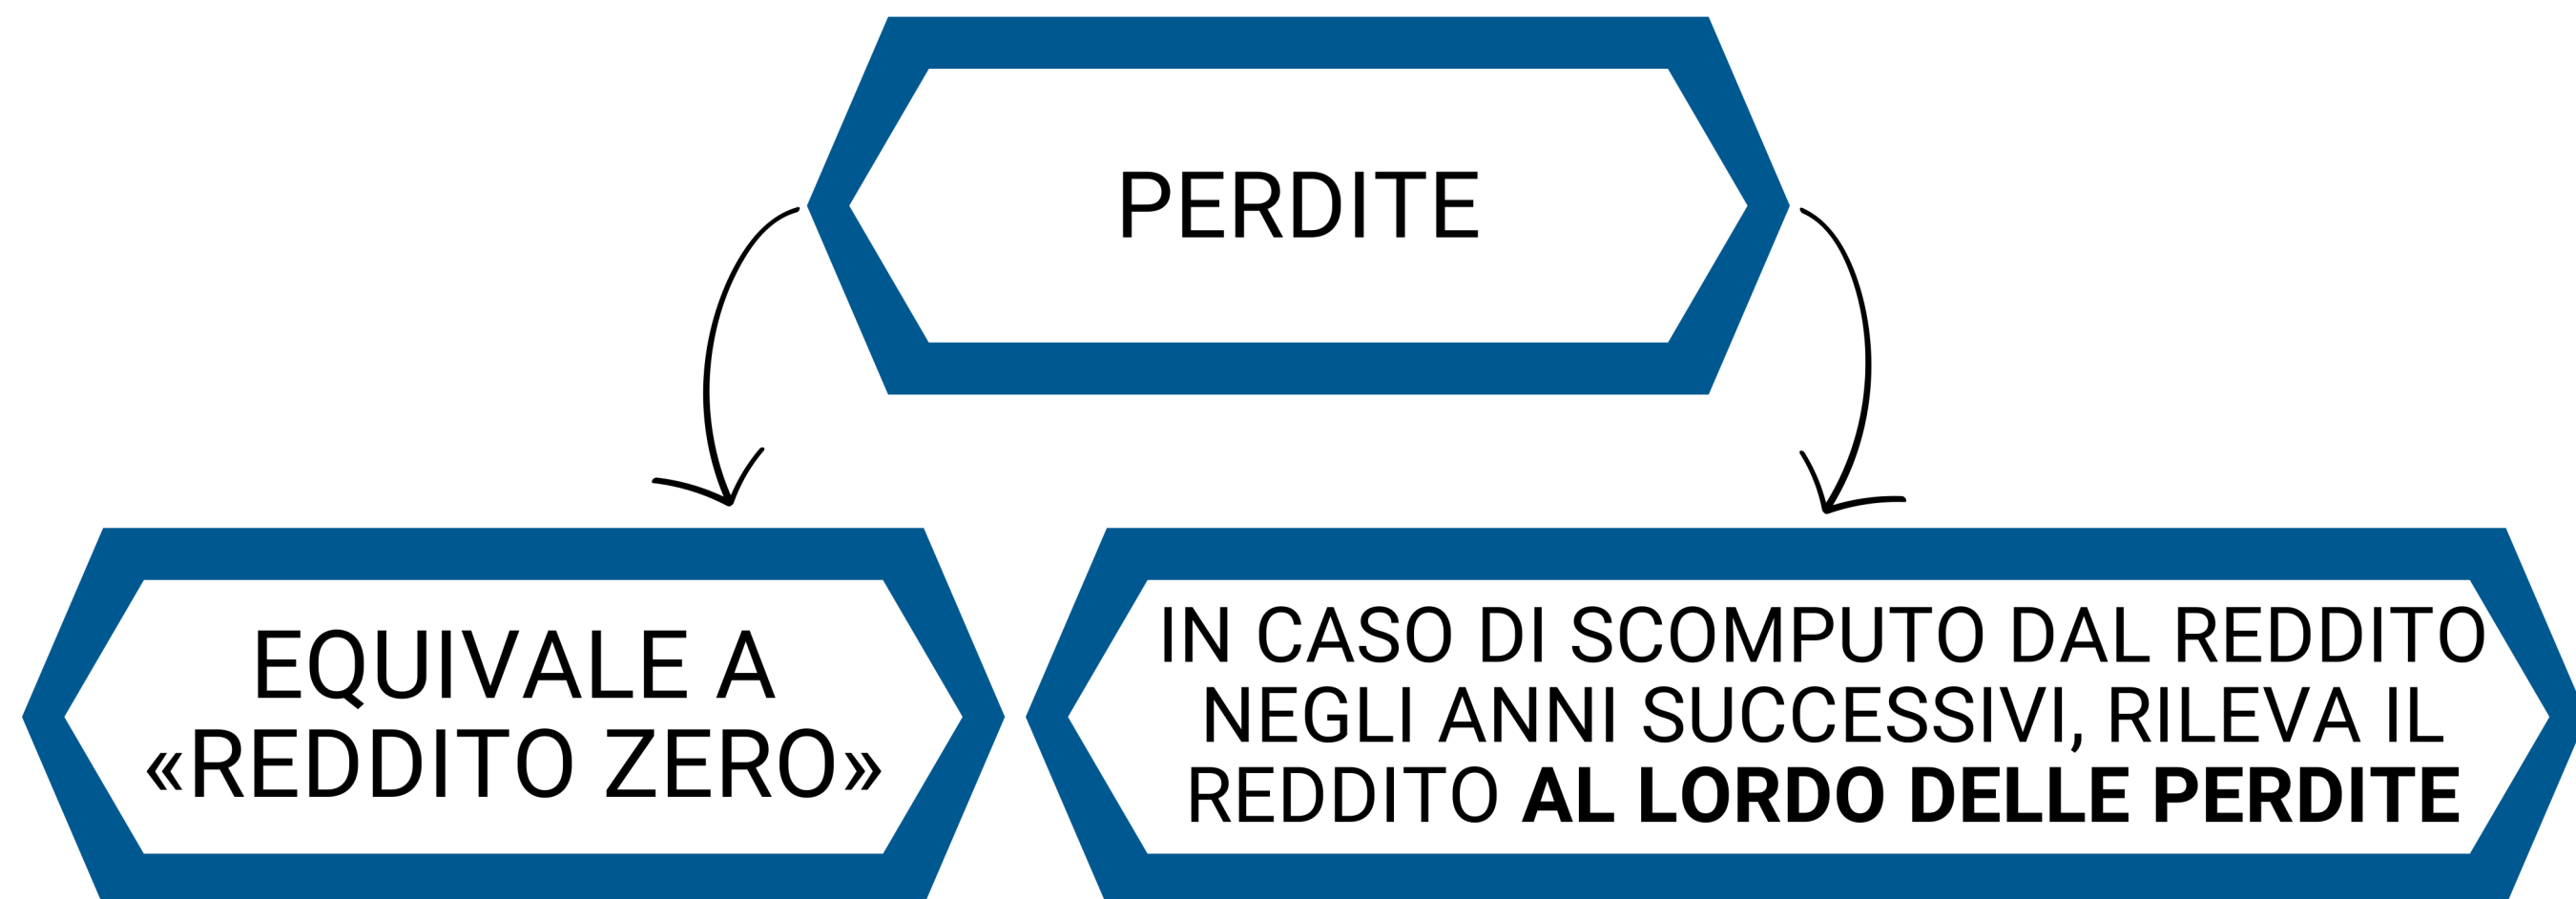 PERDITE
EQUIVALE A
«REDDITO ZERO»
IN CASO DI SCOMPUTO DAL REDDITO
NEGLI ANNI SUCCESSIVI, RILEVA IL
REDDITO AL LORDO DELLE PERDITE